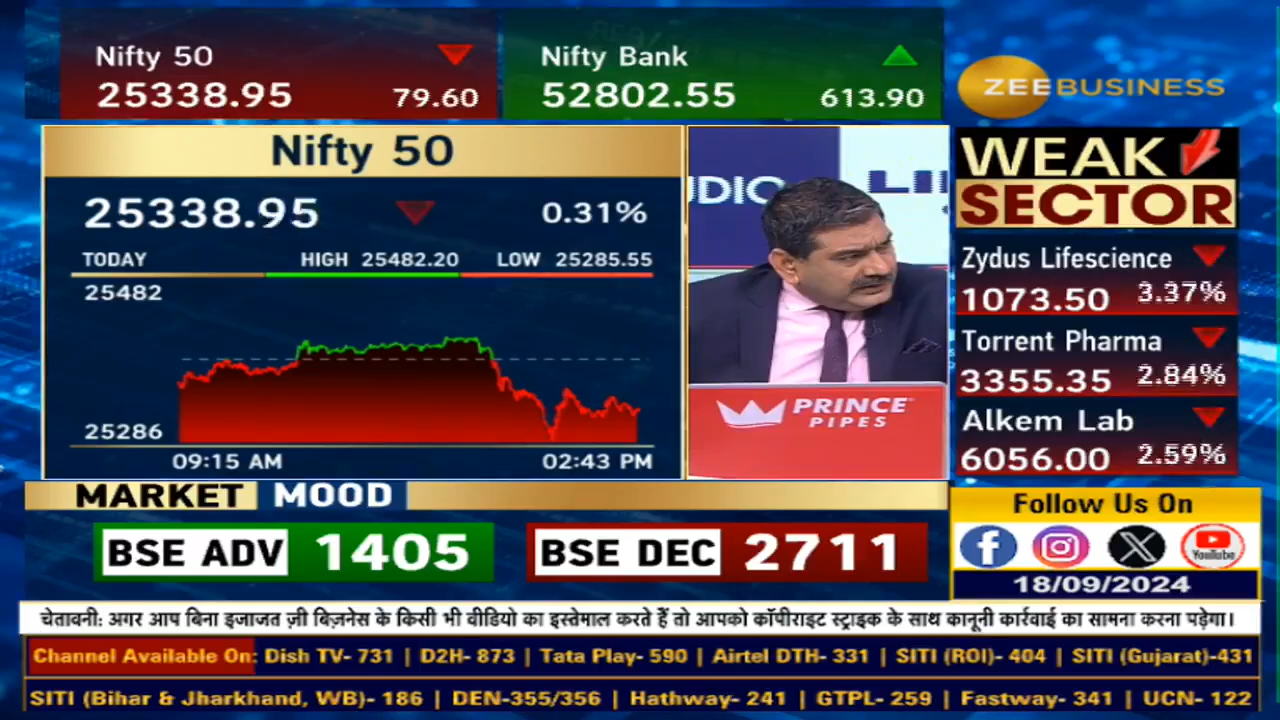 Nifty 50
25338.95 79.60
Nifty Bank
52802.55 613.90
ZEEBUSINESS
Nifty 50
25338.95 0.31%
TODAY HIGH 25482.20 LOW 25285.55
25482
25286
09:15 AM 02:43 PM
UDIO
PRINCE
PIPES
WEAK
SECTOR
Zydus Lifescience
1073.50 3.37%
Torrent Pharma
3355.35 2.84%
Alkem Lab
6056.00 2.59%
MARKET MOOD
BSE ADV 1405 BSE DEC 2711
Follow Us On
YouTube
18/09/2024
चेतावनी: अगर आप बिना इजाजत ज़ी बिज़नेस के किसी भी वीडियो का इस्तेमाल करते हैं तो आपको कॉपीराइट स्ट्राइक के साथ कानूनी कार्रवाई का सामना करना पड़ेगा।
Channel Available On: Dish TV- 731 | D2H- 873 | Tata Play- 590 | Airtel DTH- 331 | SITI (ROI)- 404 | SITI (Gujarat)-431
SITI (Bihar & Jharkhand, WB)- 186 | DEN-355/356 | Hathway- 241 | GTPL- 259 | Fastway- 341 | UCN- 122